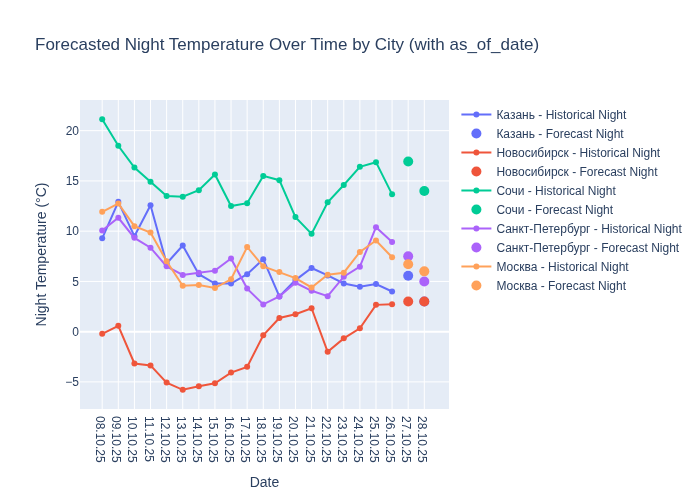 Forecasted Night Temperature Over Time by City (with as_of_date)
Night Temperature (°C)
20
15
10
5
0
−5
08.10.25
09.10.25
10.10.25
11.10.25
12.10.25
13.10.25
14.10.25
15.10.25
16.10.25
17.10.25
18.10.25
19.10.25
20.10.25
21.10.25
22.10.25
23.10.25
24.10.25
25.10.25
26.10.25
27.10.25
28.10.25
Date
Казань - Historical Night
Казань - Forecast Night
Новосибирск - Historical Night
Новосибирск - Forecast Night
Сочи - Historical Night
Сочи - Forecast Night
Санкт-Петербург - Historical Night
Санкт-Петербург - Forecast Night
Москва - Historical Night
Москва - Forecast Night